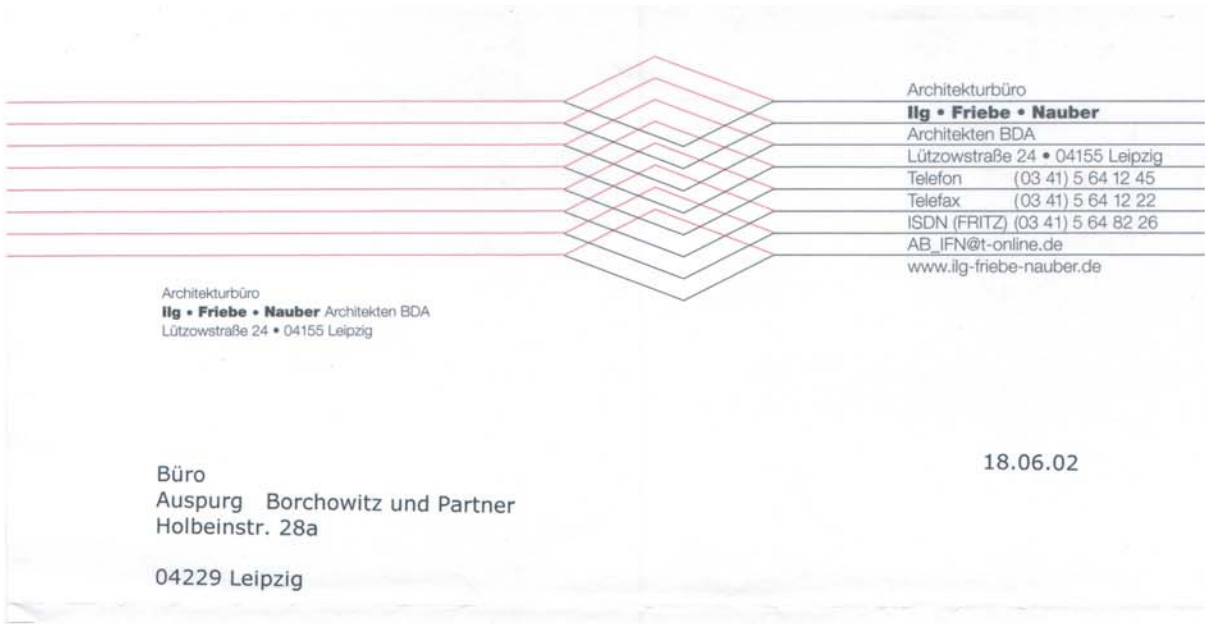 Architekturbüro
Ilg • Friebe • Nauber
Architekten BDA
Lützowstraße 24 • 04155 Leipzig
Telefon (03 41) 5 64 12 45
Telefax (03 41) 5 64 12 22
ISDN (FRITZ) (03 41) 5 64 82 26
AB_IFN@t-online.de
www.ilg-friebe-nauber.de
Architekturbüro
Ilg • Friebe • Nauber Architekten BDA
Lützowstraße 24 • 04155 Leipzig
18.06.02
Büro
Auspurg Borchowitz und Partner
Holbeinstr. 28a
04229 Leipzig